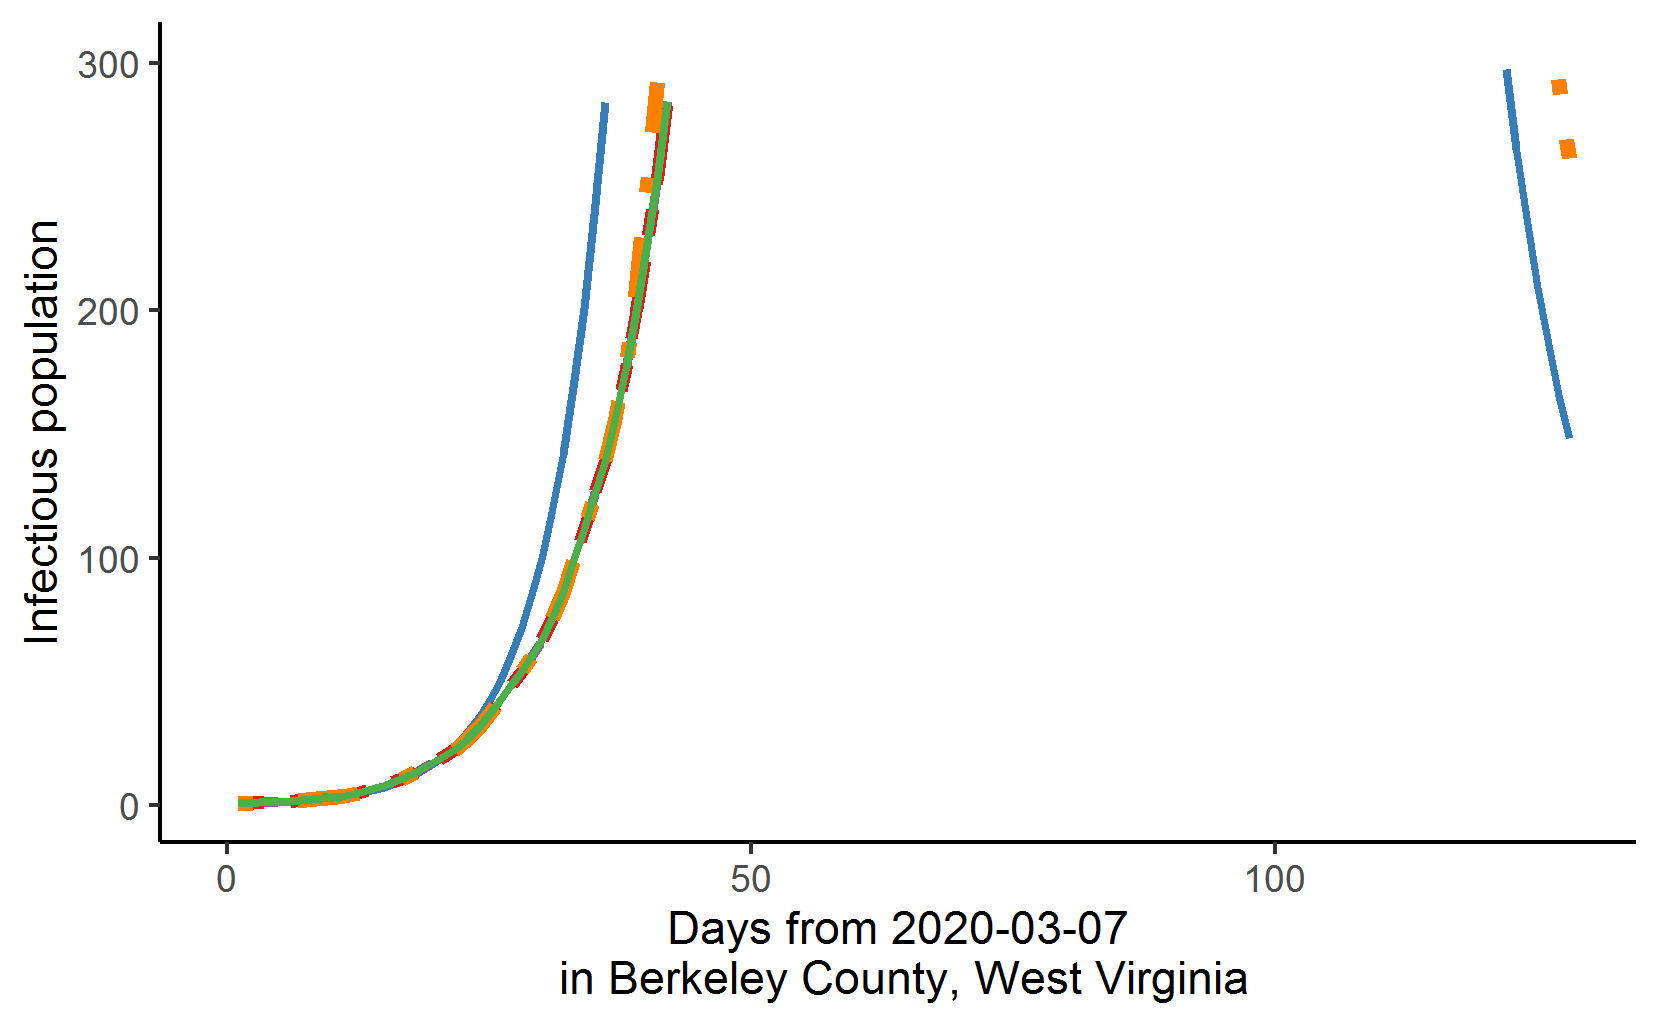 Infectious population
300
200
100
0
0
50
100
Days from 2020-03-07
in Berkeley County, West Virginia